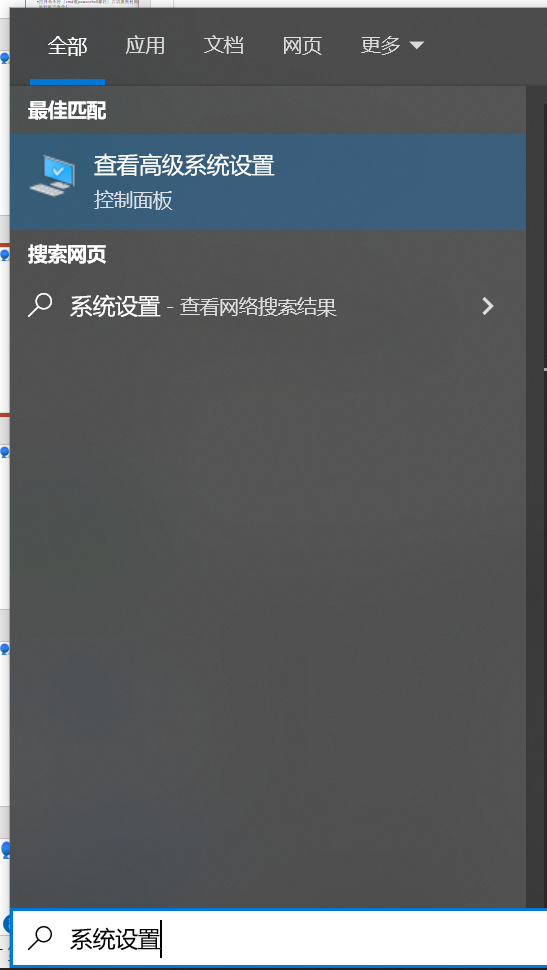 全部 应用 文档 网页 更多
最佳匹配
查看高级系统设置
控制面板
搜索网页
系统设置 - 查看网络搜索结果
系统设置